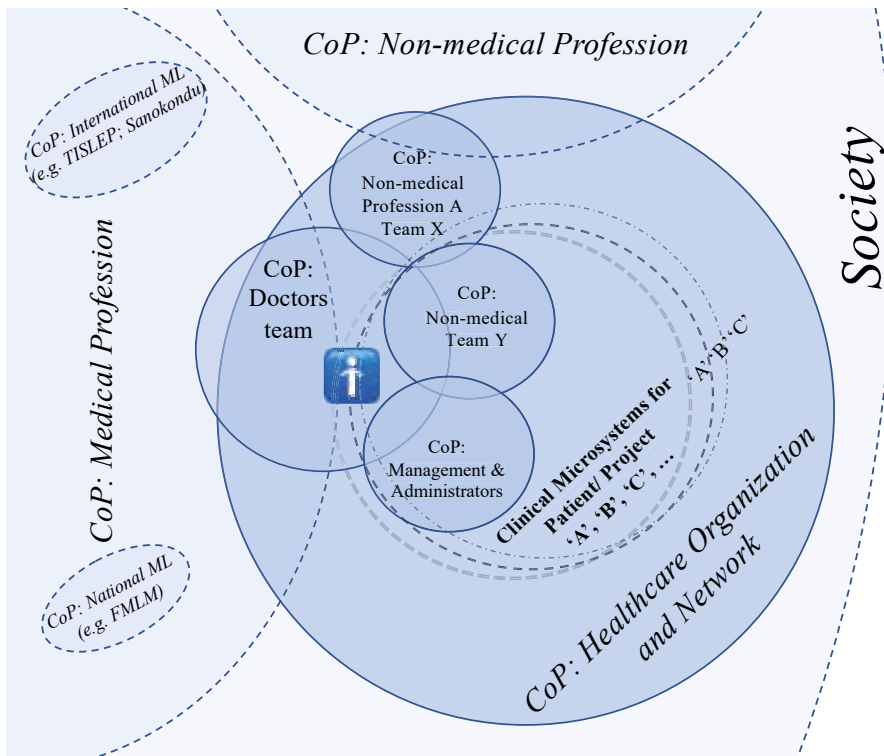 CoP: Non-medical Profession
CoP: International ML
(e.g. TISLEP; Sanokondu)
Society
CoP:
Non-medical
Profession A
Team X
CoP: Medical Profession
CoP:
Doctors
team
CoP:
Non-medical
Team Y
‘A’
‘B’
‘C’
CoP:
Management &
Administrators
Clinical Microsystems for
Patient/ Project
‘A’, ‘B’, ‘C’, ...
CoP: Healthcare Organization
and Network
CoP: National ML
(e.g. FMLM)